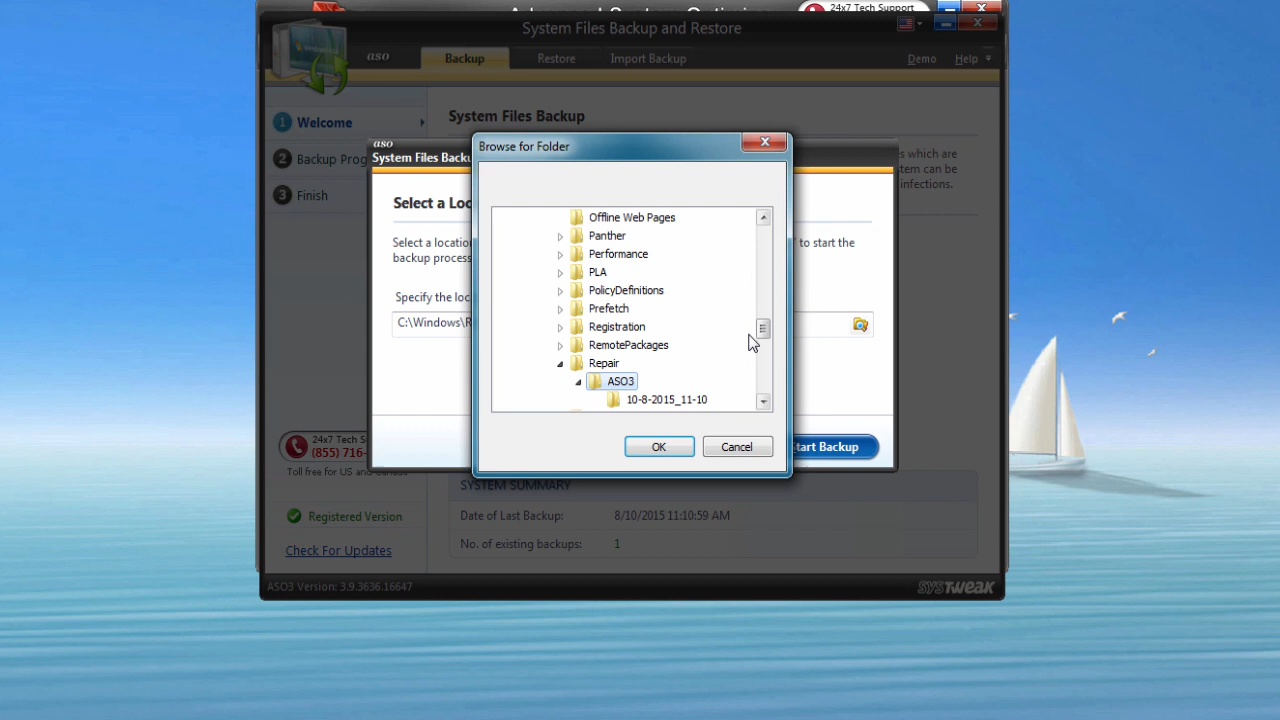 24x7 Tech Support
System Files Backup and Restore
aso
Backup
Restore
Import Backup
Demo
Help
1
Welcome
2
Backup Prog
3
Finish
System Files Backup
s which are
tem can be
infections.
aso
System Files Backu
Select a Loc
Select a location
backup process
' to start the
Specify the loc
C:\Windows\R
Start Backup
Browse for Folder
Offline Web Pages
Panther
Performance
PLA
PolicyDefinitions
Prefetch
Registration
RemotePackages
Repair
ASO3
10-8-2015_11-10
OK
Cancel
24x7 Tech S
(855) 716-
Toll free for US and Canada
Registered Version
Check For Updates
SYSTEM SUMMARY
Date of Last Backup:
8/10/2015 11:10:59 AM
No. of existing backups:
1
ASO3 Version: 3.9.3636.16647
SYSTWEAK